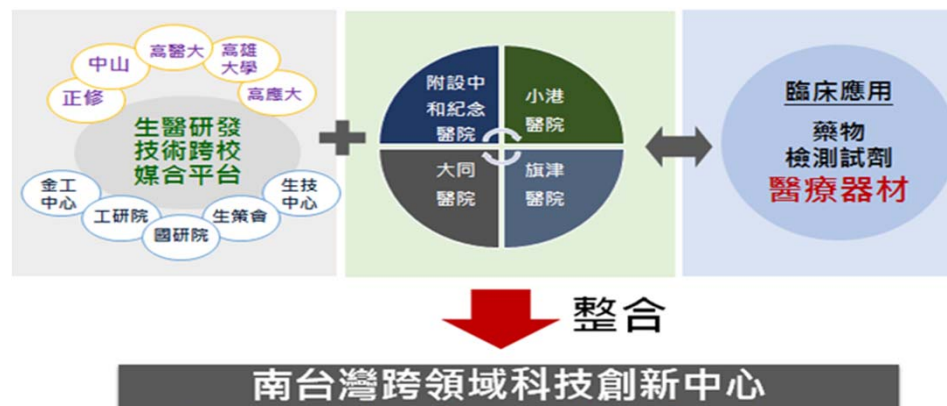 正修
中山
高醫大
高雄
大學
高應大
生醫研發
技術跨校
媒合平台
金工
中心
工研院
國研院
生策會
生技
中心
附設中
和紀念
醫院
小港
醫院
大同
醫院
旗津
醫院
臨床應用
藥物
檢測試劑
醫療器材
整合
南台灣跨領域科技創新中心